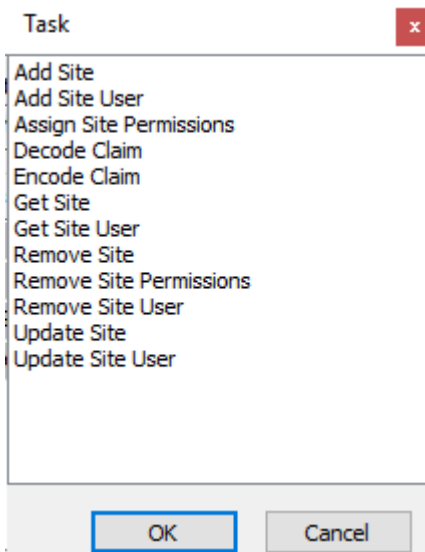 Task
x
Add Site
Add Site User
Assign Site Permissions
Decode Claim
Encode Claim
Get Site
Get Site User
Remove Site
Remove Site Permissions
Remove Site User
Update Site
Update Site User
OK Cancel